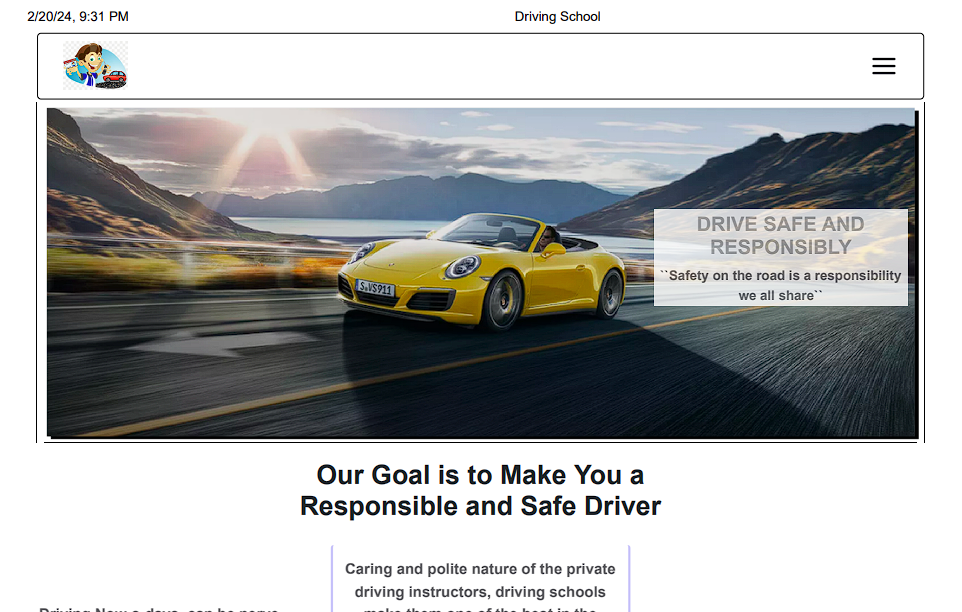 2/20/24, 9:31 PM
Driving School
DRIVE SAFE AND
RESPONSIBLY
``Safety on the road is a responsibility
we all share``
S.VS911
Our Goal is to Make You a
Responsible and Safe Driver
Caring and polite nature of the private
driving instructors, driving schools
make them one of the best in the
Driving Now a days, can be nerve